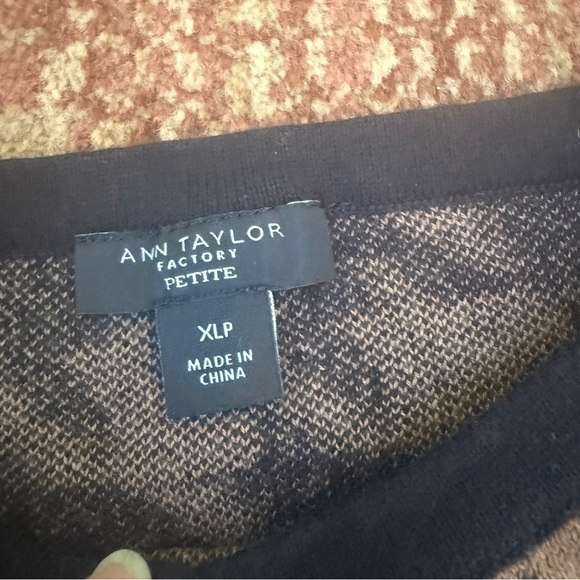 ANN TAYLOR
FACTORY
PETITE
XLP
MADE IN
CHINA